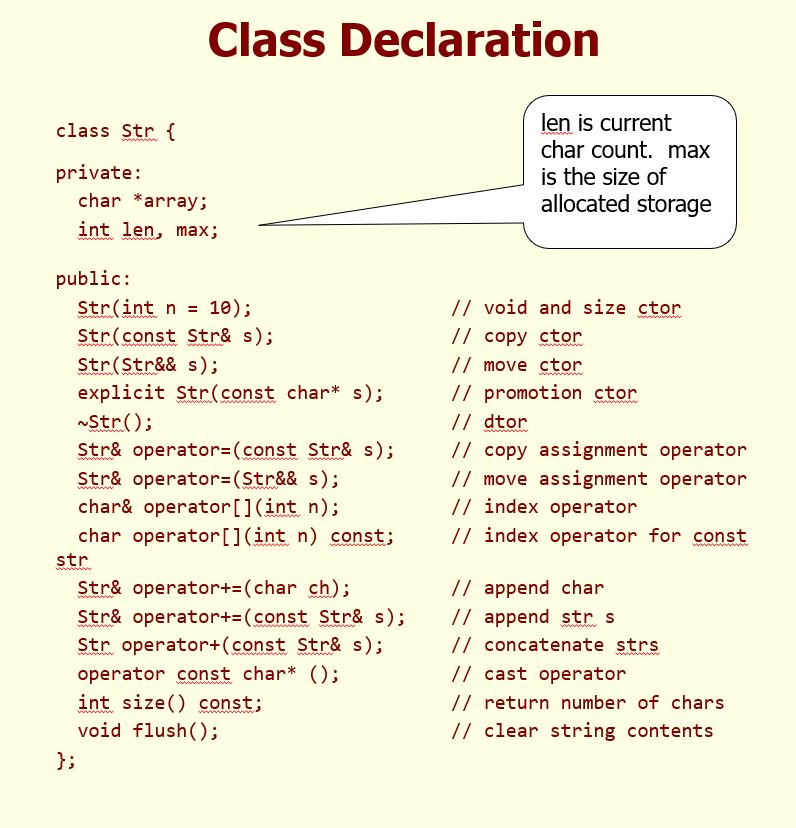 Class Declaration
len is current
char count.  max
is the size of
allocated storage
class Str {
private:
  char *array;
  int len, max;
public:
  Str(int n = 10);                  // void and size ctor
  Str(const Str& s);                // copy ctor
  Str(Str&& s);                     // move ctor
  explicit Str(const char* s);      // promotion ctor
  ~Str();                           // dtor
  Str& operator=(const Str& s);     // copy assignment operator
  Str& operator=(Str&& s);          // move assignment operator
  char& operator[](int n);          // index operator
  char operator[](int n) const;     // index operator for const
str
  Str& operator+=(char ch);         // append char
  Str& operator+=(const Str& s);    // append str s
  Str operator+(const Str& s);      // concatenate strs
  operator const char* ();          // cast operator
  int size() const;                 // return number of chars
  void flush();                     // clear string contents
};